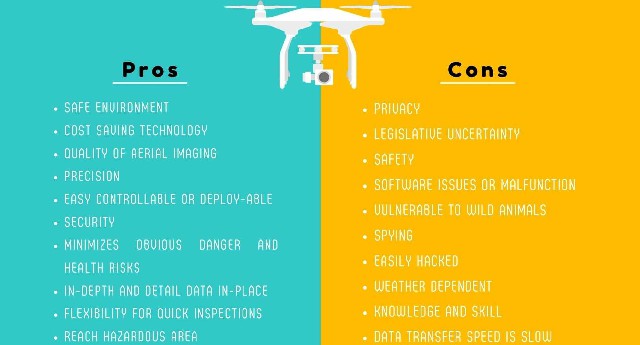 Pros
• SAFE ENVIRONMENT
• COST SAVING TECHNOLOGY
• QUALITY OF AERIAL IMAGING
• PRECISION
• EASY CONTROLLABLE OR DEPLOY-ABLE
• SECURITY
• MINIMIZES OBVIOUS DANGER AND
HEALTH RISKS
• IN-DEPTH AND DETAIL DATA IN-PLACE
• FLEXIBILITY FOR QUICK INSPECTIONS
• REACH HAZARDOUS AREA
Cons
• PRIVACY
• LEGISLATIVE UNCERTAINTY
• SAFETY
• SOFTWARE ISSUES OR MALFUNCTION
• VULNERABLE TO WILD ANIMALS
• SPYING
• EASILY HACKED
• WEATHER DEPENDENT
• KNOWLEDGE AND SKILL
• DATA TRANSFER SPEED IS SLOW